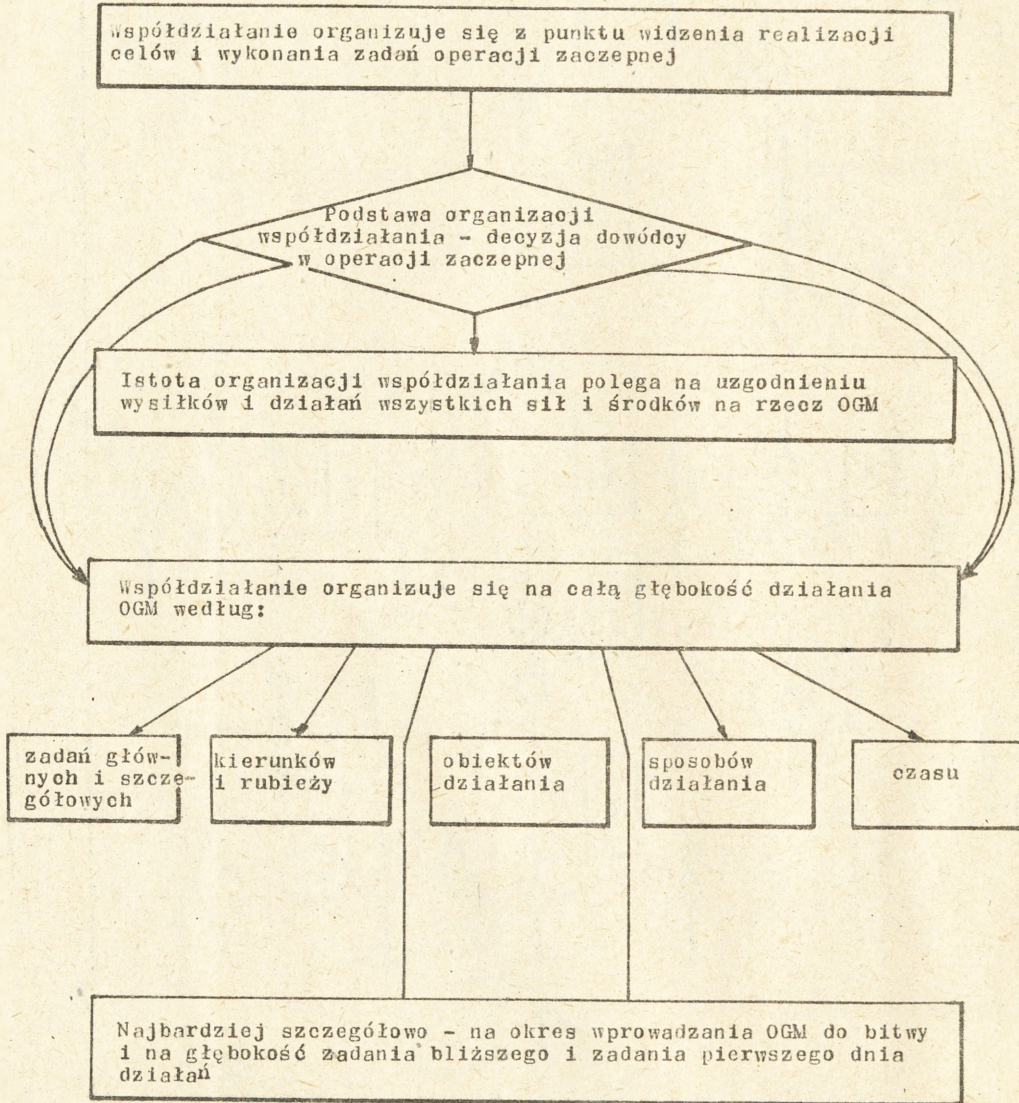 Współdziałanie organizuje się z punktu widzenia realizacji
celów i wykonania zadań operacji zaczepnej
Podstawa organizacji
współdziałania - decyzja dowódcy
w operacji zaczepnej
Istota organizacji współdziałania polega na uzgodnieniu
wysiłków i działań wszystkich sił i środków na rzecz OGM
Współdziałanie organizuje się na całą głębokość działania
OGM według:
zadań głów-
nych i szcze-
gółowych
kierunków
i rubieży
obiektów
działania
sposobów
działania
czasu
Najbardziej szczegółowo - na okres wprowadzania OGM do bitwy
i na głębokość zadania bliższego i zadania pierwszego dnia
działań